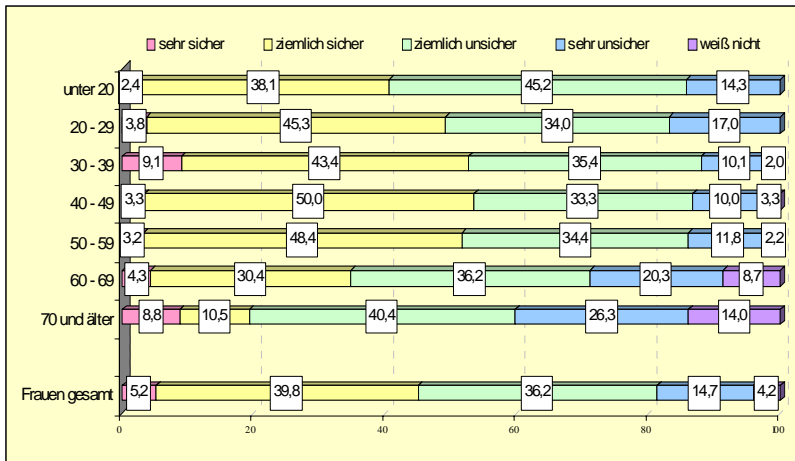 sehr sicher ziemlich sicher ziemlich unsicher sehr unsicher weiß nicht
unter 20 2,4 38,1 45,2 14,3
20 - 29 3,8 45,3 34,0 17,0
30 - 39 9,1 43,4 35,4 10,1 2,0
40 - 49 3,3 50,0 33,3 10,0 3,3
50 - 59 3,2 48,4 34,4 11,8 2,2
60 - 69 4,3 30,4 36,2 20,3 8,7
70 und älter 8,8 10,5 40,4 26,3 14,0
Frauen gesamt 5,2 39,8 36,2 14,7 4,2
0 20 40 60 80 00